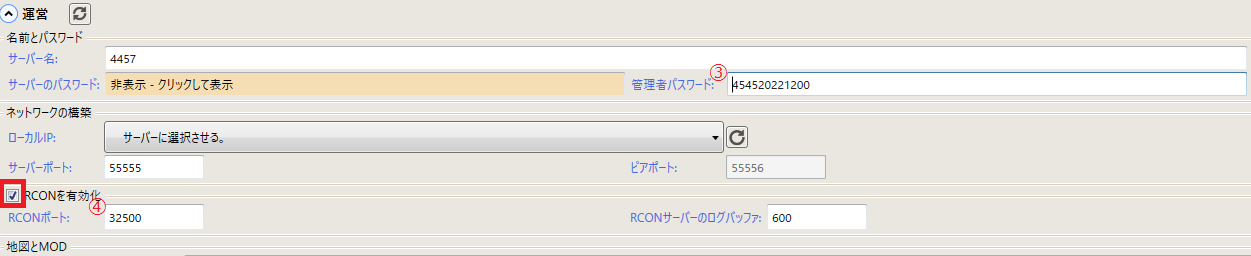 運営
名前とパスワード
サーバー名: 4457
サーバーのパスワード: 非表示 - クリックして表示 管理者パスワード: ③ 454520221200
ネットワークの構築
ローカルIP: サーバーに選択させる。
サーバーポート: 55555 ピアポート: 55556
RCONを有効化
RCONポート: ④ 32500 RCONサーバーのログバッファ: 600
地図とMOD